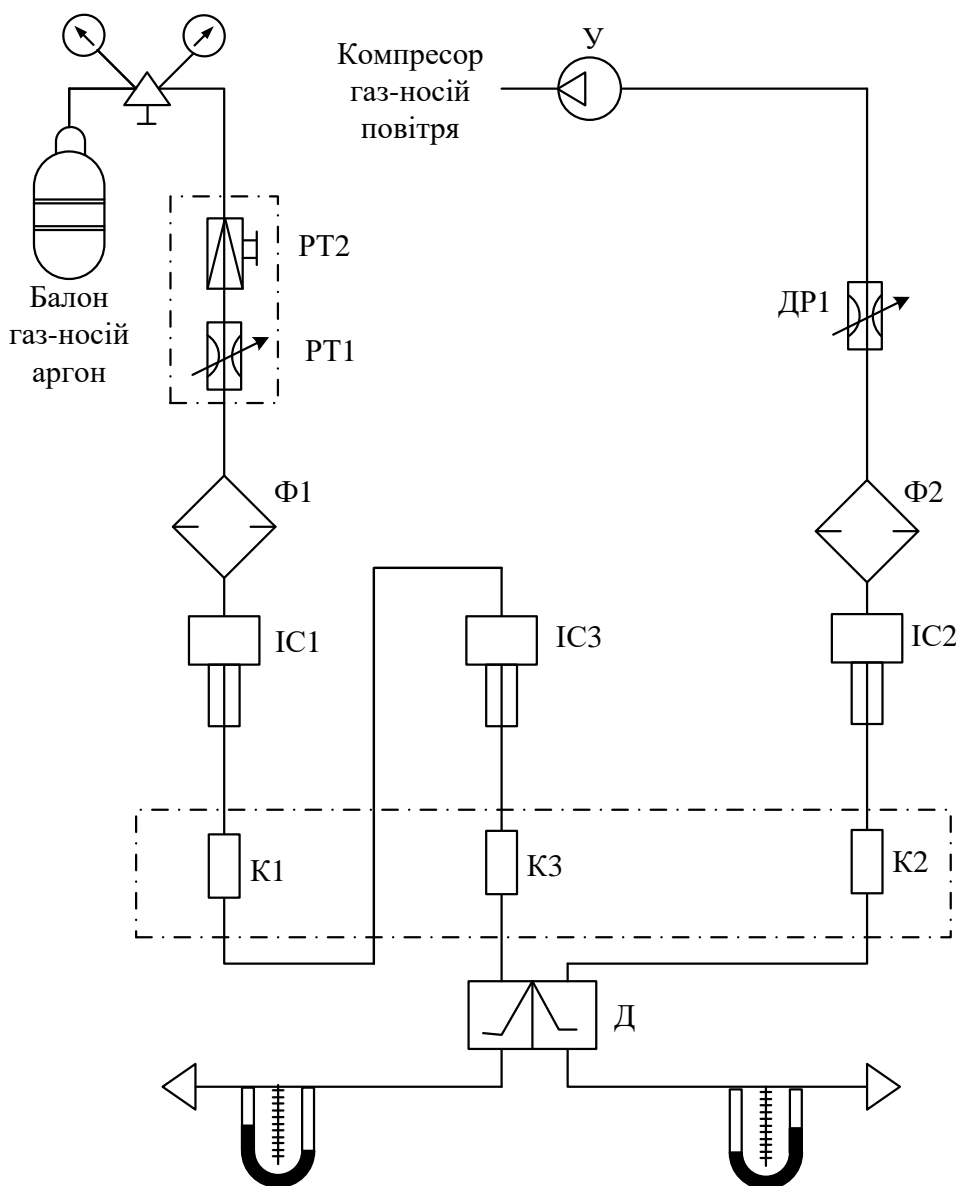 Компресор
газ-носій
повітря
У
Балон
газ-носій
аргон
РТ2
РТ1
ДР1
Ф1
Ф2
ІС1
ІС3
ІС2
К1
К3
К2
Д